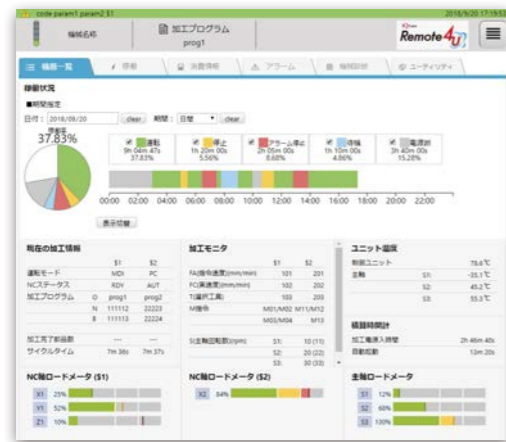 code param1 param2 $1
2018/9/20 17:19:53
機械名称
加工プログラム
prog1
Remote4U
機器一覧
稼働
消費情報
アラーム
機械診断
ユーティリティ
稼働状況
■期間指定
日付: 2018/08/20 clear 期間: 日間 clear
稼働率
37.83%
運転
9h 04m 47s
37.83%
停止
1h 20m 00s
5.56%
アラーム停止
2h 05m 00s
8.68%
待機
1h 10m 00s
4.86%
電源断
3h 40m 00s
15.28%
00:00 02:00 04:00 06:00 08:00 10:00 12:00 14:00 16:00 18:00 20:00 22:00
表示切替
現在の加工情報
$1 $2
運転モード MDI PC
NCステータス RDY AUT
加工プログラム O prog1 prog2
N 111112 22223
B 111113 22224
加工完了部品数 --- ---
サイクルタイム 7m 36s 7m 37s
加工モニタ
$1 $2
FA(指令速度)(mm/min) 101 201
FC(実速度)(mm/min) 102 202
T(選択工具) 103 203
M指令 M01/M02 M11/M12
M03/M04 M13
S(主軸回転数)(rpm) S1: 10 (11)
S2: 20 (22)
S3: 30 (33)
ユニット温度
制御ユニット 78.6℃
主軸 S1: -35.1℃
S2: 45.2℃
S3: 55.3℃
積算時間計
加工電源入時間 2h 46m 40s
自動起動 13m 20s
NC軸ロードメータ ($1)
X1 25%
Y1 52%
Z1 10%
NC軸ロードメータ ($2)
X2 84%
主軸ロードメータ
S1 12%
S2 68%
S3 100%